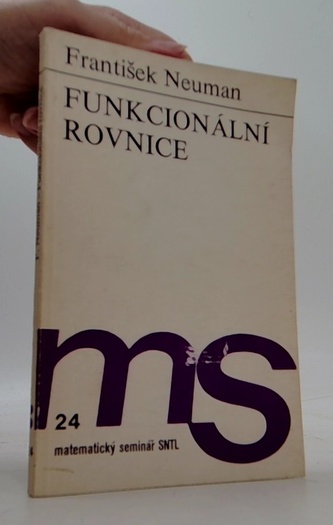 František Neuman
FUNKCIONÁLNÍ
ROVNICE
ms
24
matematický seminář SNTL